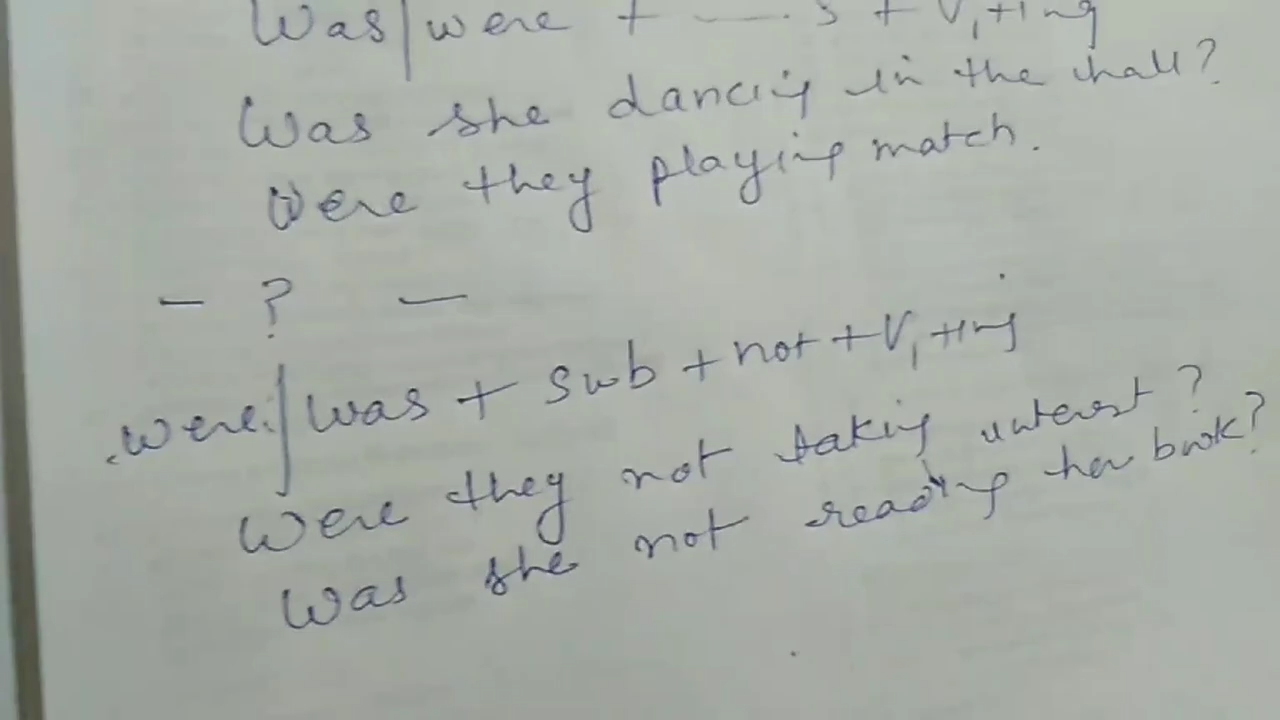 Was/were + ----. s + V1+ing
Was she dancing in the hall?
Were they playing match.
- ? -
were/was + sub + not + V1+ing
Were they not taking interest?
Was she not reading her book?